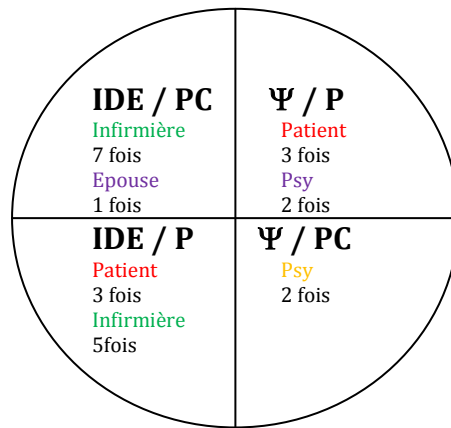 IDE / PC
Infirmière
7 fois
Epouse
1 fois
Ψ / P
Patient
3 fois
Psy
2 fois
IDE / P
Patient
3 fois
Infirmière
5fois
Ψ / PC
Psy
2 fois